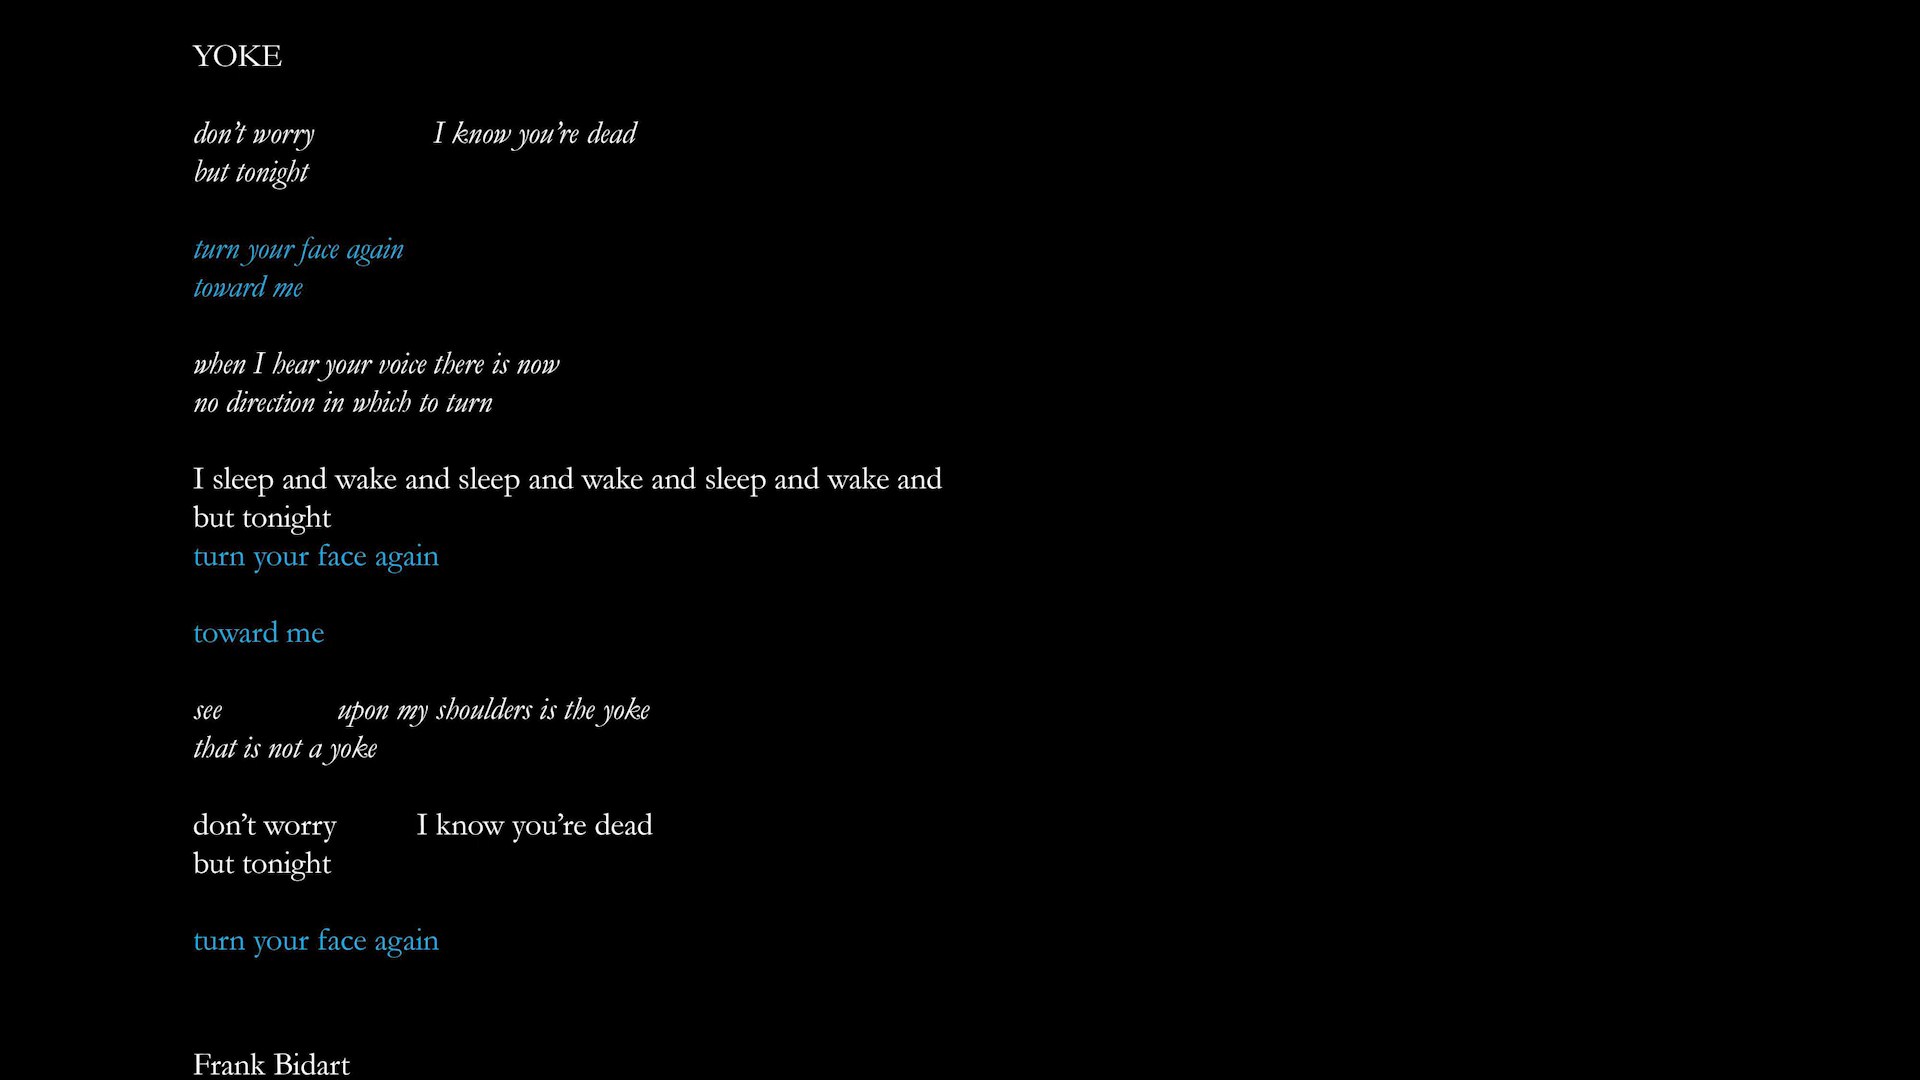 YOKE
don’t worry I know you’re dead
but tonight
turn your face again
toward me
when I hear your voice there is now
no direction in which to turn
I sleep and wake and sleep and wake and sleep and wake and
but tonight
turn your face again
toward me
see upon my shoulders is the yoke
that is not a yoke
don’t worry I know you’re dead
but tonight
turn your face again
Frank Bidart